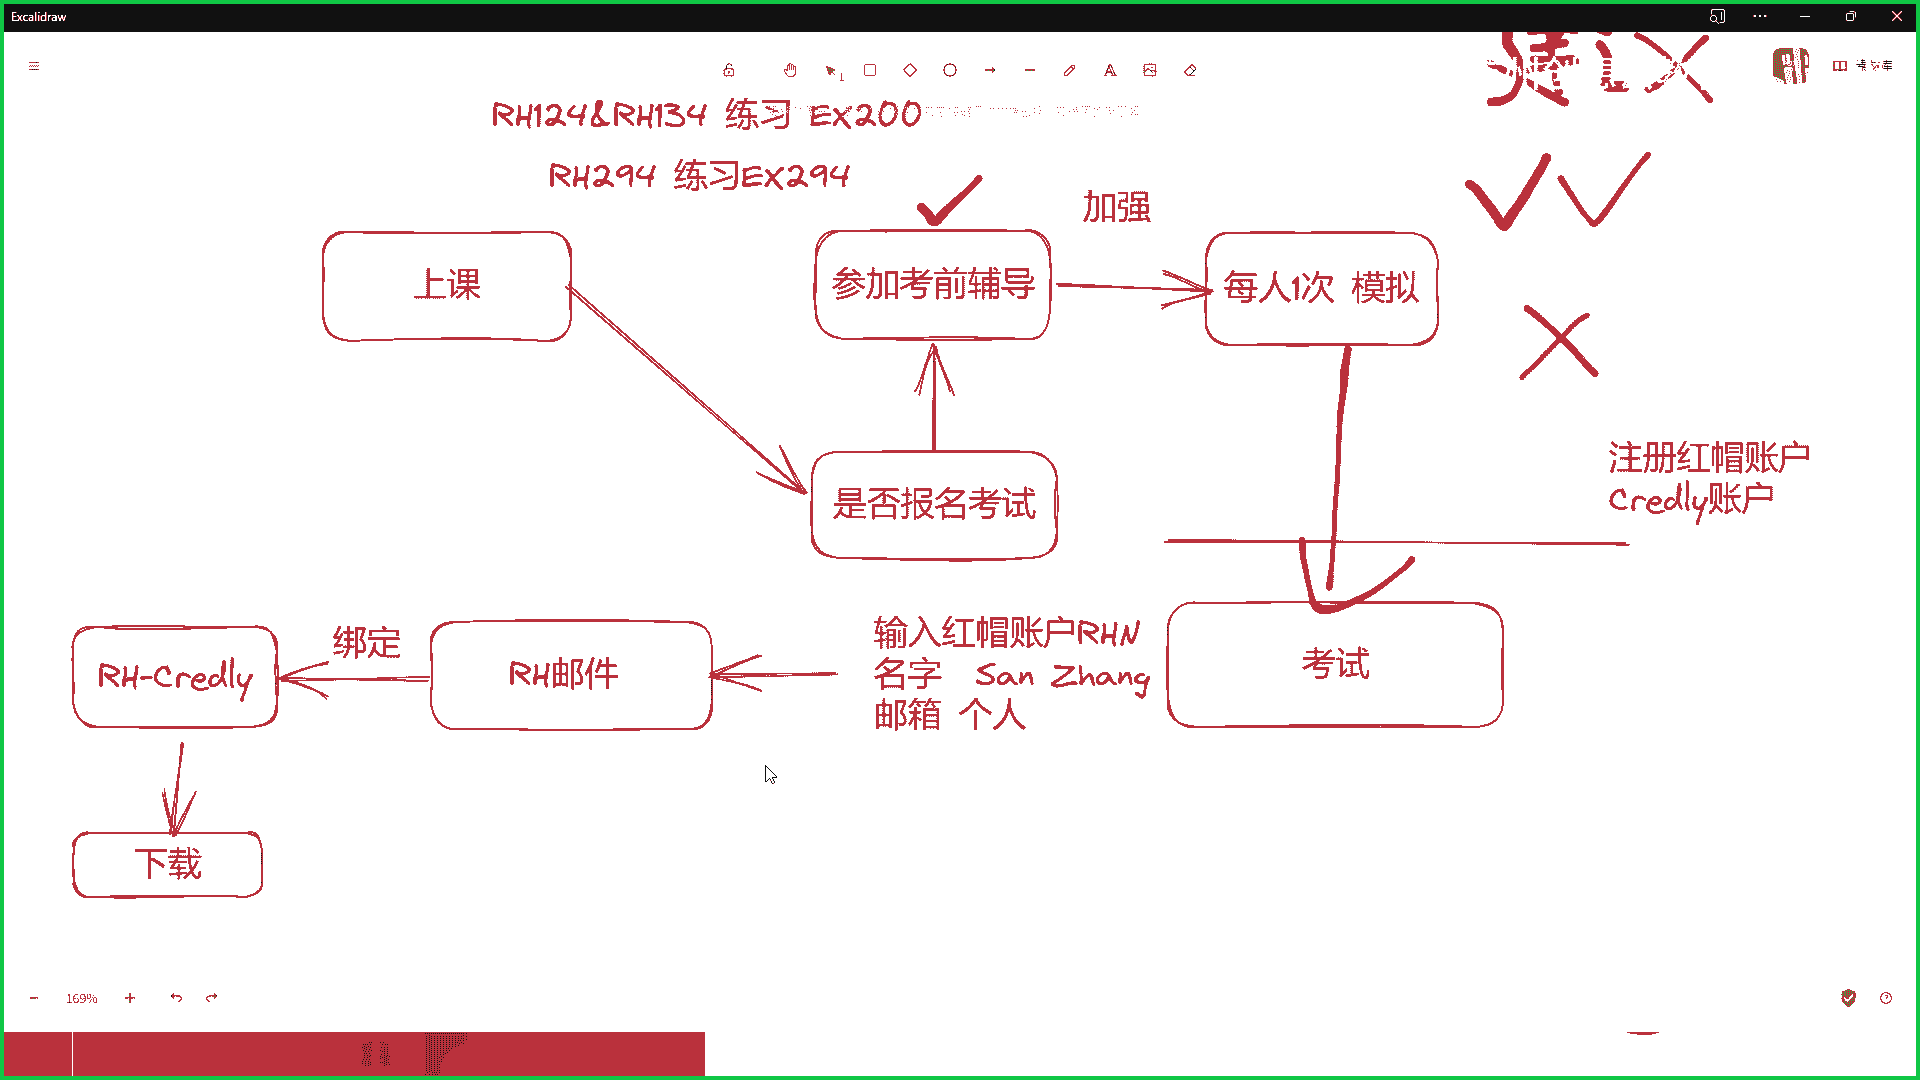 Excalidraw
1
RH124&RH134 练习 EX200
RH294 练习EX294
加强
上课
参加考前辅导
每人1次 模拟
是否报名考试
注册红帽账户
Credly账户
输入红帽账户RHN
名字 San Zhang
邮箱 个人
考试
RH邮件
绑定
RH-Credly
下载
169%